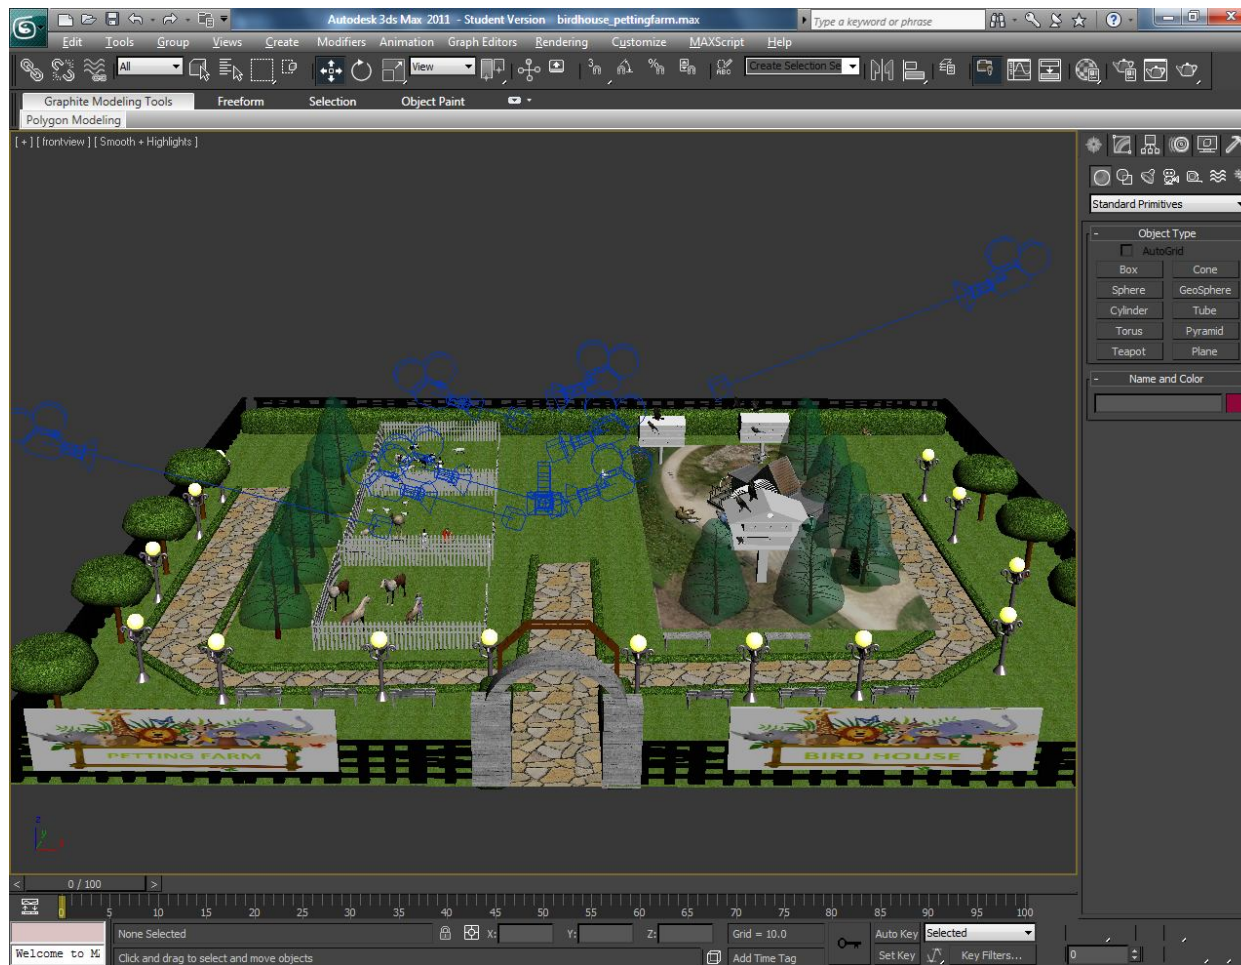 Autodesk 3ds Max 2011 - Student Version birdhouse_pettingfarm.max
Type a keyword or phrase
Edit Tools Group Views Create Modifiers Animation Graph Editors Rendering Customize MAXScript Help
All
View
3
ABC
Create Selection Se
Graphite Modeling Tools Freeform Selection Object Paint
Polygon Modeling
[ + ] [ frontview ] [ Smooth + Highlights ]
Standard Primitives
- Object Type
AutoGrid
Box Cone
Sphere GeoSphere
Cylinder Tube
Torus Pyramid
Teapot Plane
- Name and Color
PETTING FARM
BIRD HOUSE
z
y
x
< 0 / 100 >
0 5 10 15 20 25 30 35 40 45 50 55 60 65 70 75 80 85 90 95 100
None Selected X: Y: Z: Grid = 10.0 Auto Key Selected
Welcome to M Click and drag to select and move objects Add Time Tag Set Key Key Filters... 0